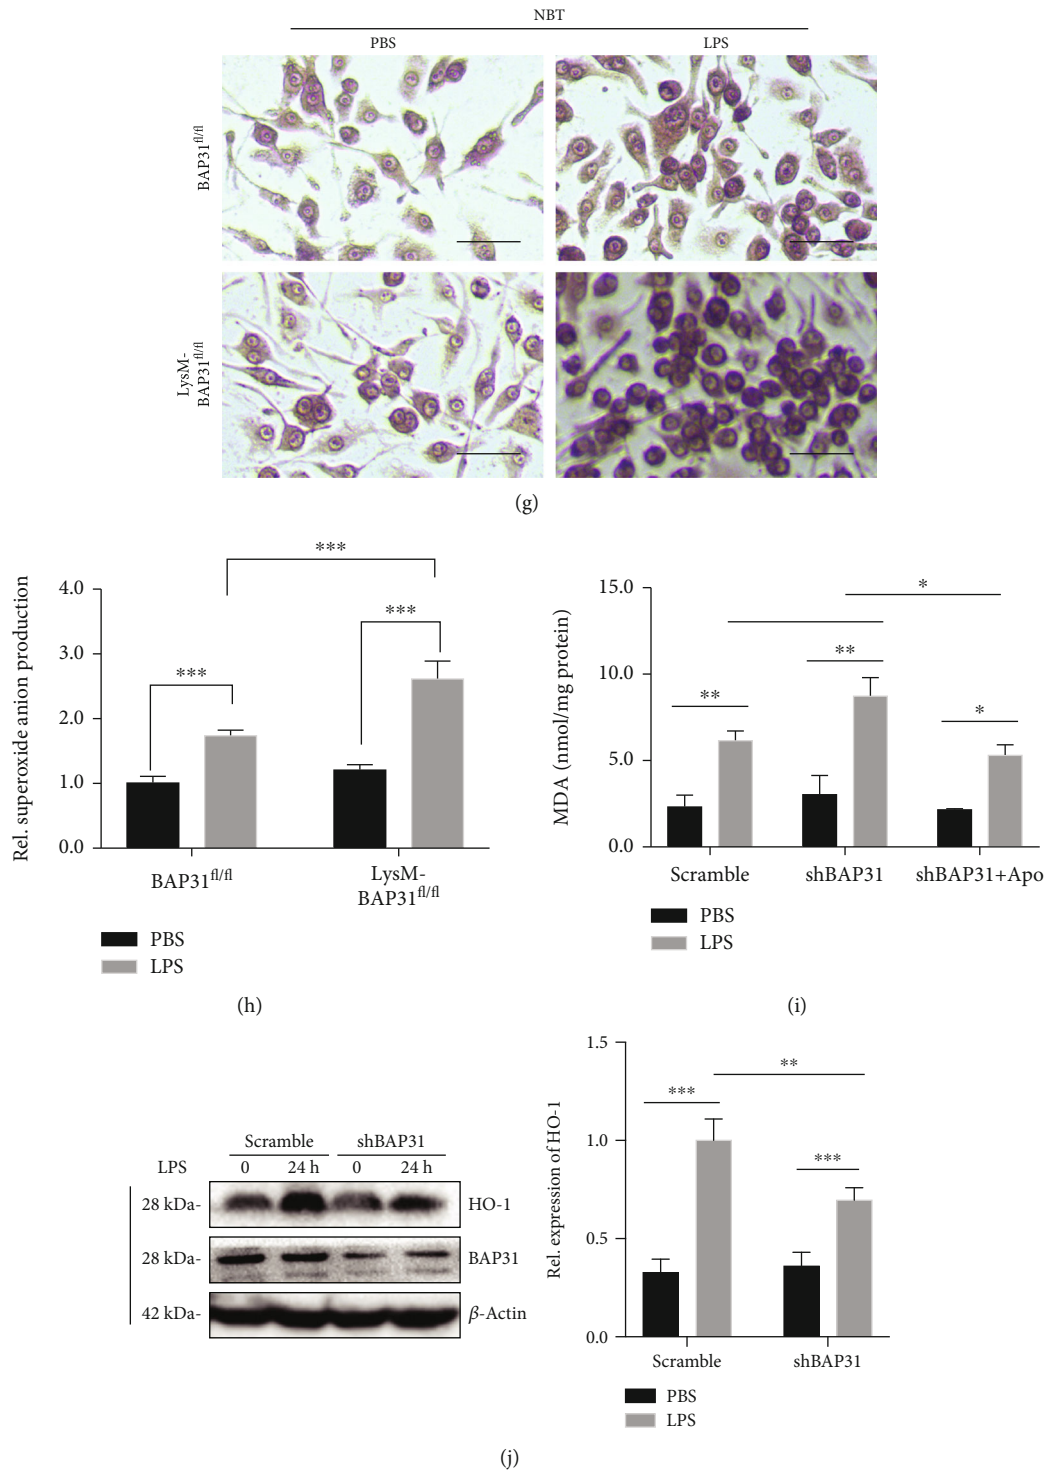 NBT
PBS LPS
BAP31fl/fl
LysM-
BAP31fl/fl
(g)
***
***
***
Rel. superoxide anion production
4.0
3.0
2.0
1.0
0.0
BAP31fl/fl
LysM-
BAP31fl/fl
PBS
LPS
(h)
*
**
**
*
MDA (nmol/mg protein)
15.0
10.0
5.0
0.0
Scramble shBAP31 shBAP31+Apo
PBS
LPS
(i)
Scramble shBAP31
LPS 0 24 h 0 24 h
28 kDa- HO-1
28 kDa- BAP31
42 kDa- β-Actin
**
***
***
Rel. expression of HO-1
1.5
1.0
0.5
0.0
Scramble shBAP31
PBS
LPS
(j)